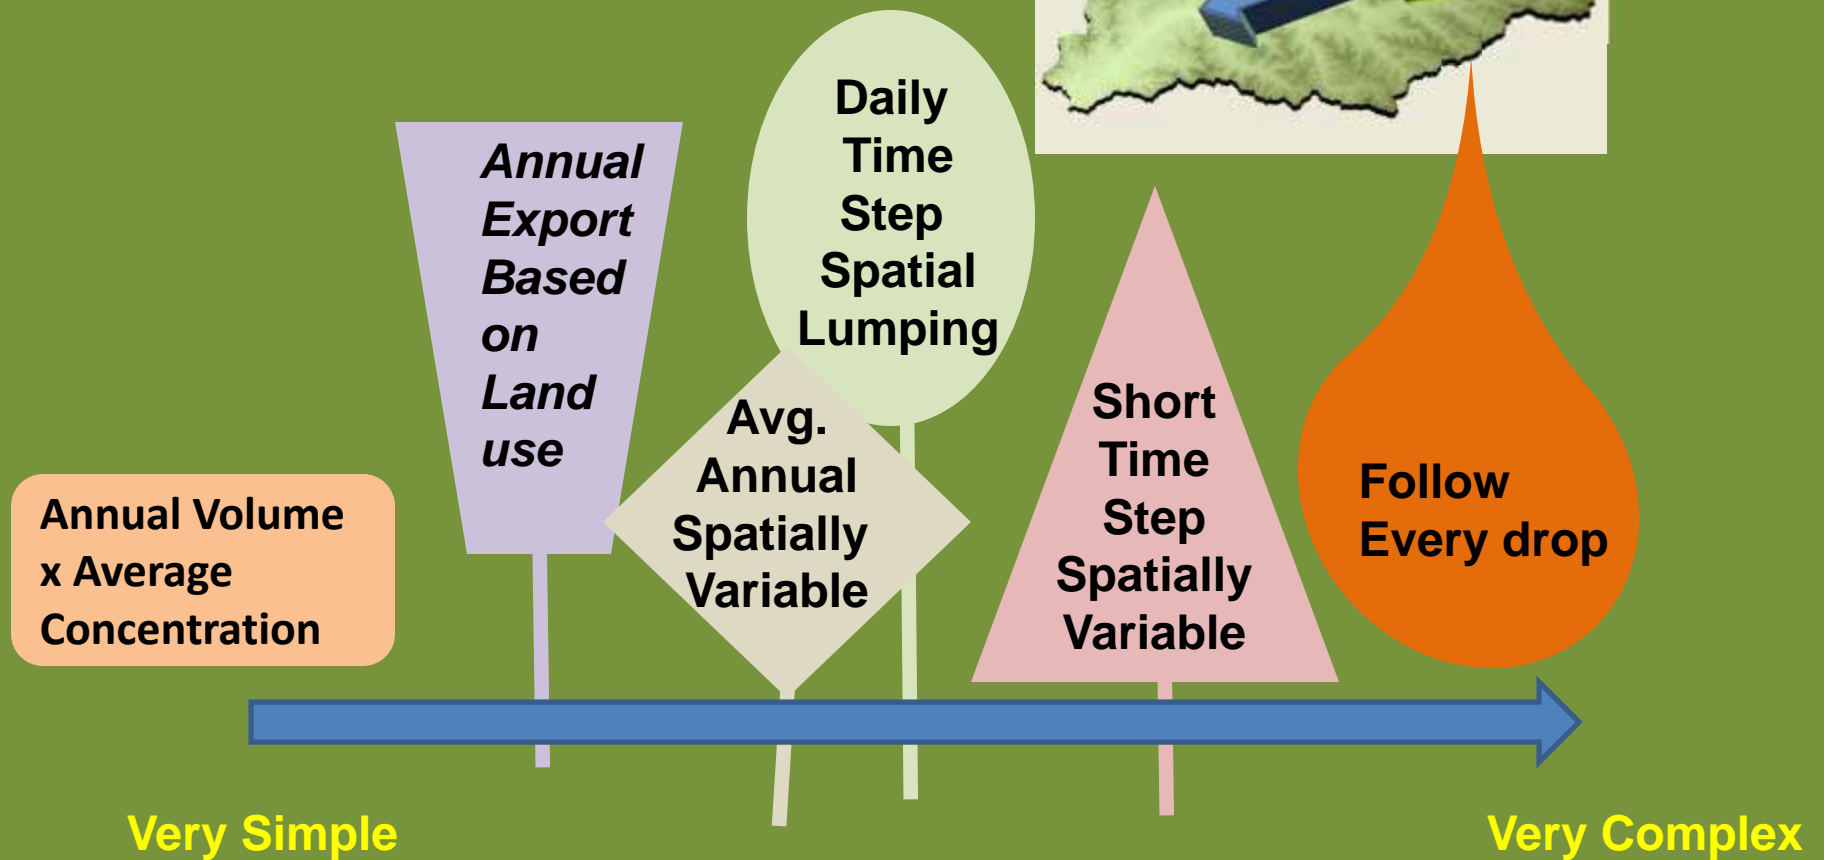 Annual Volume
x Average
Concentration
Annual
Export
Based
on
Land
use
Avg.
Annual
Spatially
Variable
Daily
Time
Step
Spatial
Lumping
Short
Time
Step
Spatially
Variable
Follow
Every drop
Very Simple
Very Complex